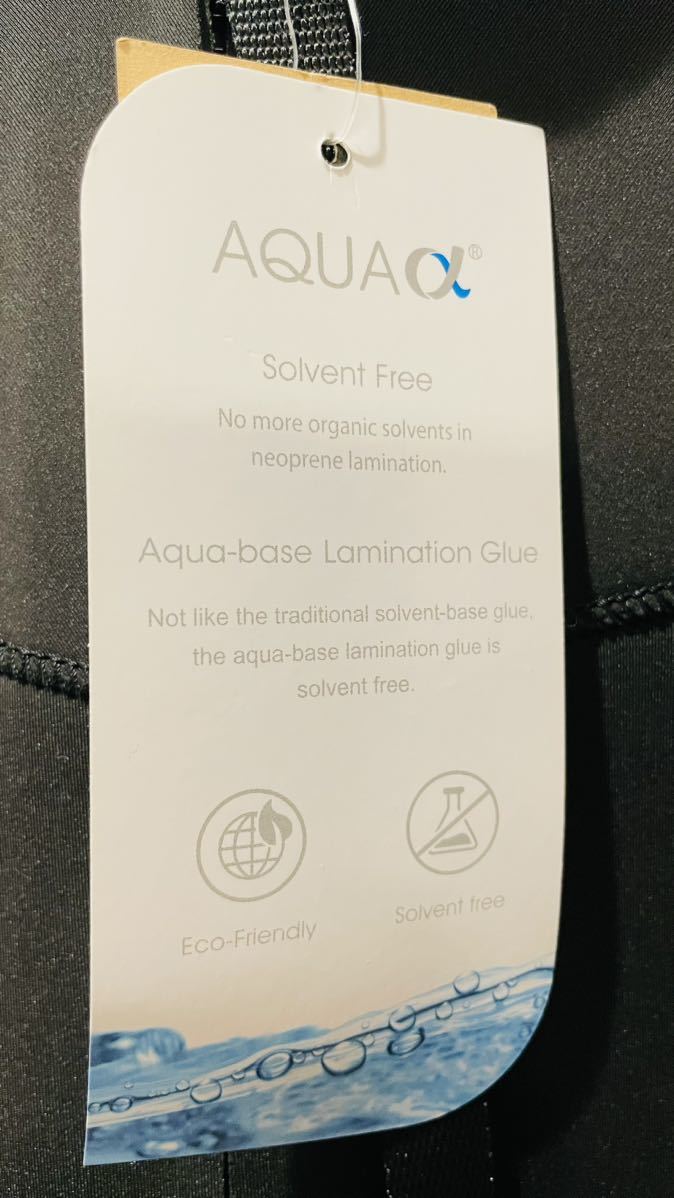 AQUAα®
Solvent Free
No more organic solvents in
neoprene lamination.
Aqua-base Lamination Glue
Not like the traditional solvent-base glue,
the aqua-base lamination glue is
solvent free.
Eco-Friendly
Solvent free